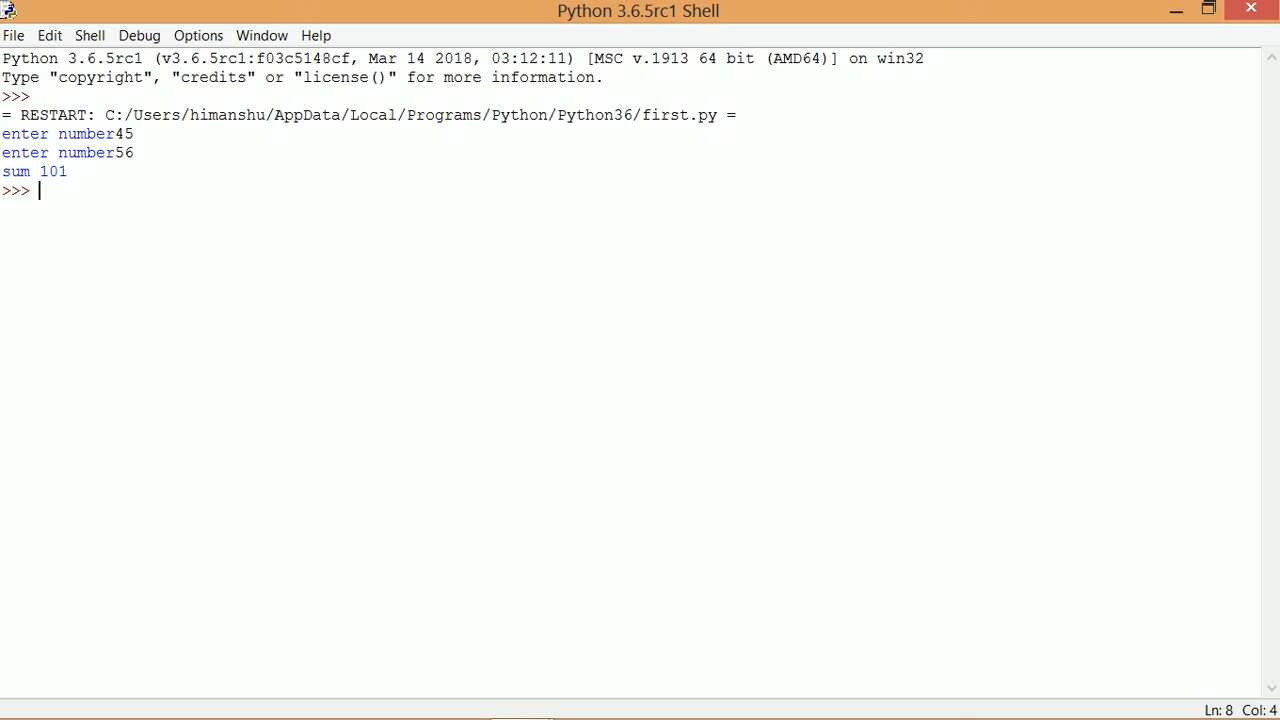 Python 3.6.5rc1 Shell
File Edit Shell Debug Options Window Help
Python 3.6.5rc1 (v3.6.5rc1:f03c5148cf, Mar 14 2018, 03:12:11) [MSC v.1913 64 bit (AMD64)] on win32
Type "copyright", "credits" or "license()" for more information.
>>>
= RESTART: C:/Users/himanshu/AppData/Local/Programs/Python/Python36/first.py =
enter number45
enter number56
sum 101
>>>
Ln: 8 Col: 4